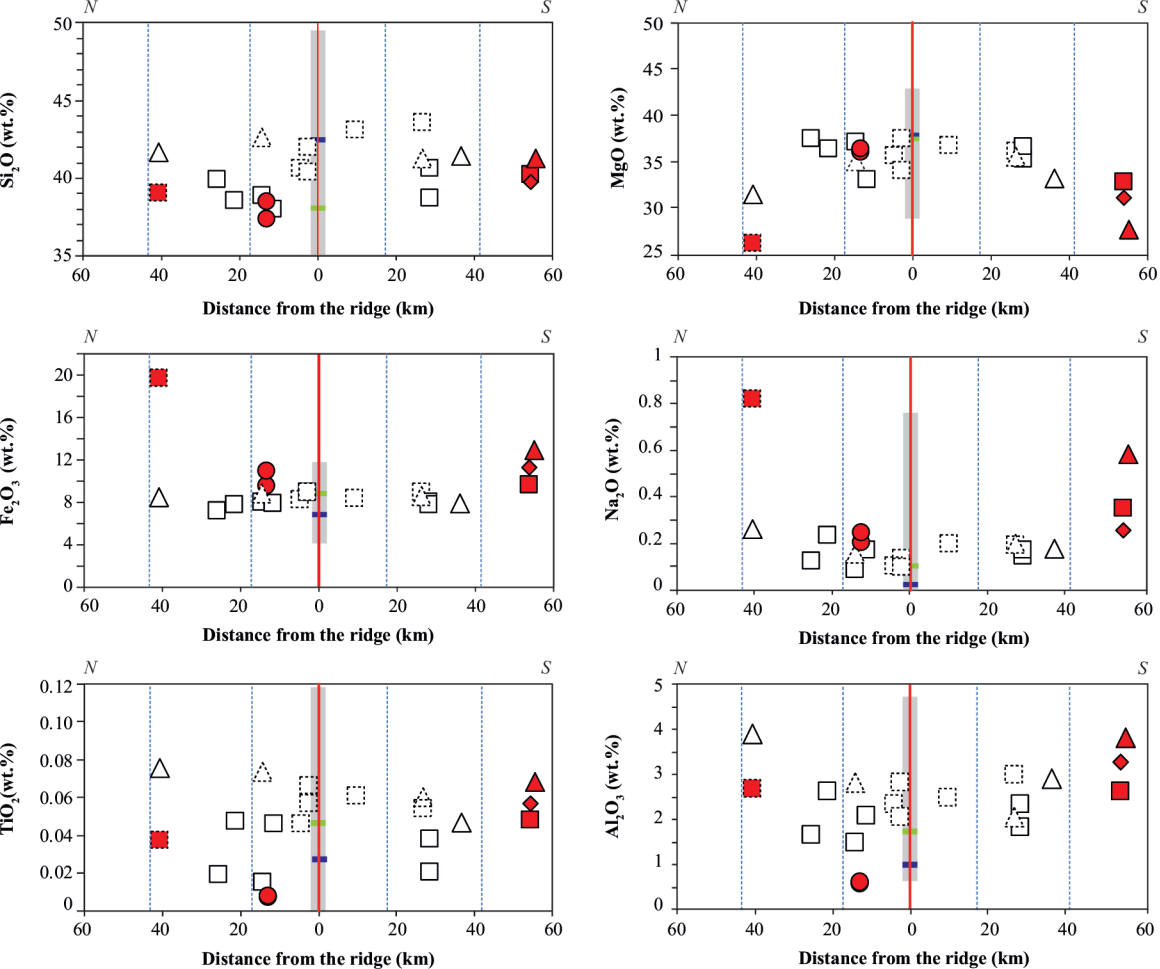 N S N S
50 45 40 35
Si2O (wt.%)
60 40 20 0 20 40 60
Distance from the ridge (km)
50 45 40 35 30 25
MgO (wt.%)
60 40 20 0 20 40 60
Distance from the ridge (km)
N S N S
20 16 12 8 4 0
Fe2O3 (wt.%)
60 40 20 0 20 40 60
Distance from the ridge (km)
1 0.8 0.6 0.4 0.2 0
Na2O (wt.%)
60 40 20 0 20 40 60
Distance from the ridge (km)
N S N S
0.12 0.10 0.08 0.06 0.04 0.02 0
TiO2(wt.%)
60 40 20 0 20 40 60
Distance from the ridge (km)
5 4 3 2 1 0
Al2O3 (wt.%)
60 40 20 0 20 40 60
Distance from the ridge (km)